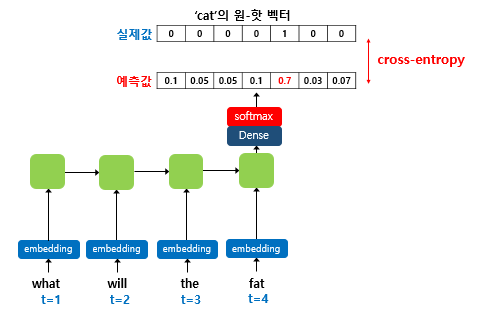 'cat'의 원-핫 벡터
실제값 0 0 0 0 1 0 0
cross-entropy
예측값 0.1 0.05 0.05 0.1 0.7 0.03 0.07
softmax
Dense
embedding embedding embedding embedding
what will the fat
t=1 t=2 t=3 t=4